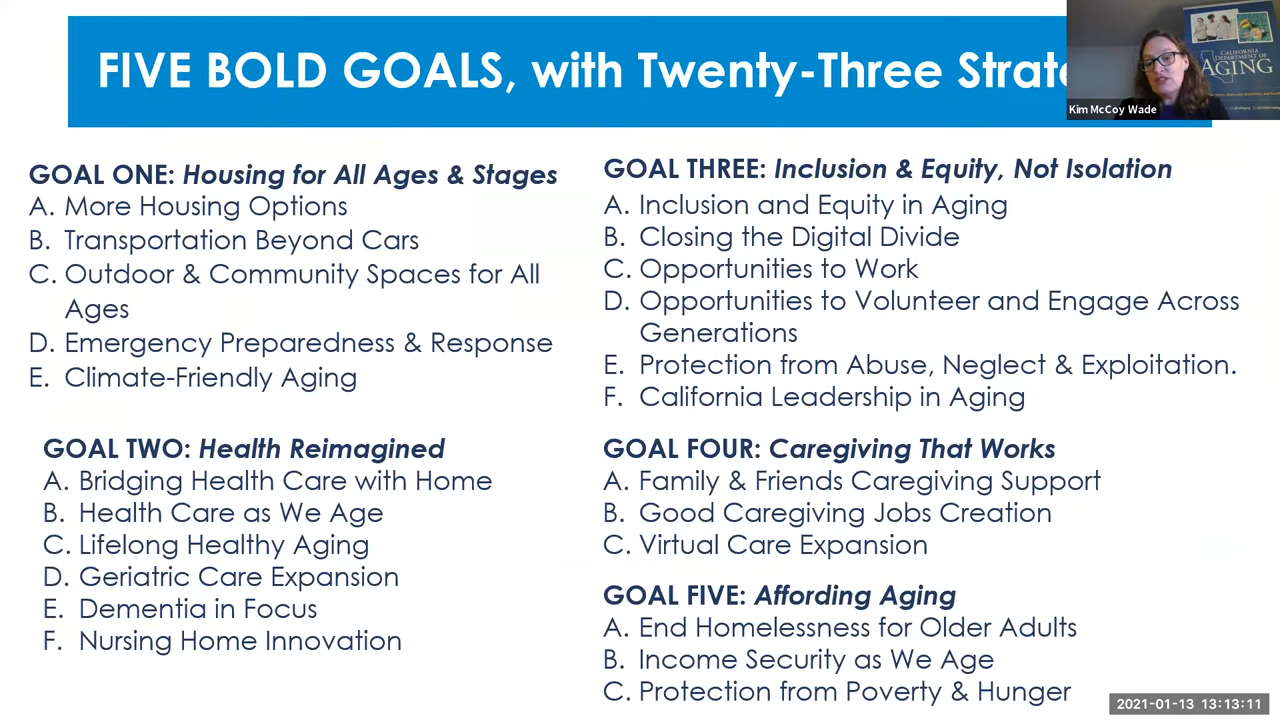 FIVE BOLD GOALS, with Twenty-Three Strate
CALIFORNIA
DEPARTMENT OF
AGING
Kim McCoy Wade
GOAL ONE: Housing for All Ages & Stages
A. More Housing Options
B. Transportation Beyond Cars
C. Outdoor & Community Spaces for All
Ages
D. Emergency Preparedness & Response
E. Climate-Friendly Aging
GOAL TWO: Health Reimagined
A. Bridging Health Care with Home
B. Health Care as We Age
C. Lifelong Healthy Aging
D. Geriatric Care Expansion
E. Dementia in Focus
F. Nursing Home Innovation
GOAL THREE: Inclusion & Equity, Not Isolation
A. Inclusion and Equity in Aging
B. Closing the Digital Divide
C. Opportunities to Work
D. Opportunities to Volunteer and Engage Across
Generations
E. Protection from Abuse, Neglect & Exploitation.
F. California Leadership in Aging
GOAL FOUR: Caregiving That Works
A. Family & Friends Caregiving Support
B. Good Caregiving Jobs Creation
C. Virtual Care Expansion
GOAL FIVE: Affording Aging
A. End Homelessness for Older Adults
B. Income Security as We Age
C. Protection from Poverty & Hunger
2021-01-13 13:13:11